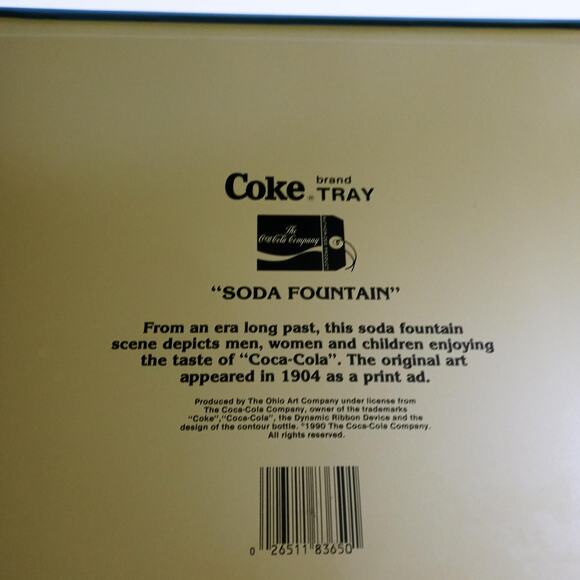 Coke® brand TRAY
The
Coca-Cola Company
"SODA FOUNTAIN"
From an era long past, this soda fountain
scene depicts men, women and children enjoying
the taste of "Coca-Cola". The original art
appeared in 1904 as a print ad.
Produced by The Ohio Art Company under license from
The Coca-Cola Company, owner of the trademarks
"Coke","Coca-Cola", the Dynamic Ribbon Device and the
design of the contour bottle. ©1990 The Coca-Cola Company.
All rights reserved.
0 26511 83650